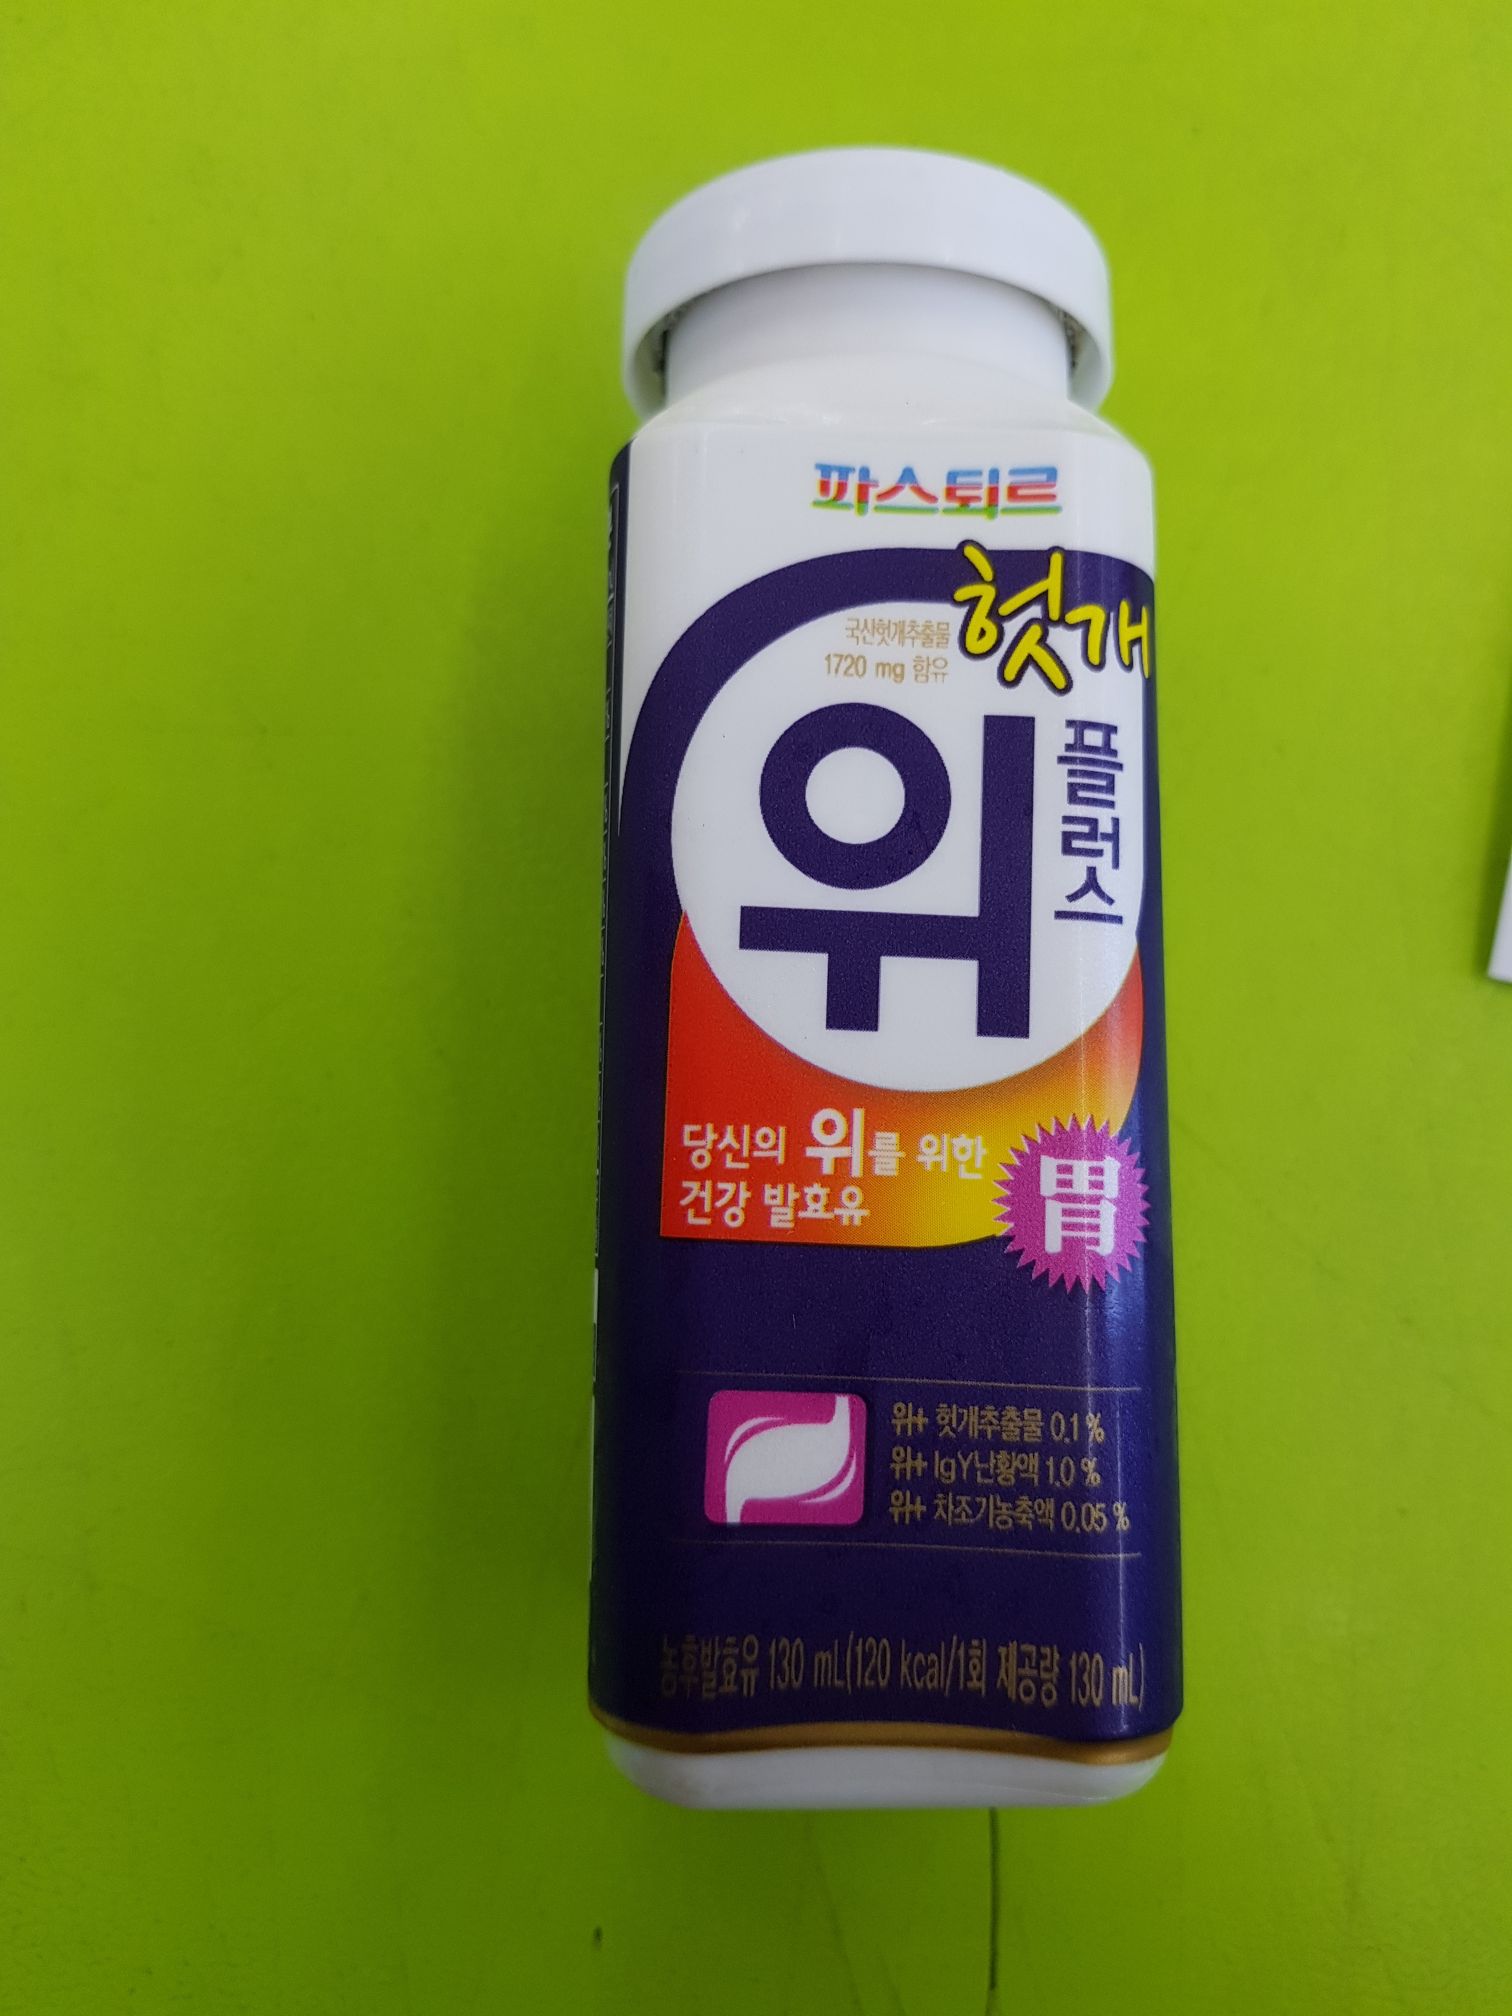 파스퇴르
헛개
국산헛개추출물
1720 mg 함유
위
플러스
당신의 위를 위한
건강 발효유
胃
위+ 헛개추출물 0.1 %
위+ IgY난황액 1.0 %
위+ 차조기농축액 0.05 %
농후발효유 130 mL(120 kcal/1회 제공량 130 mL)